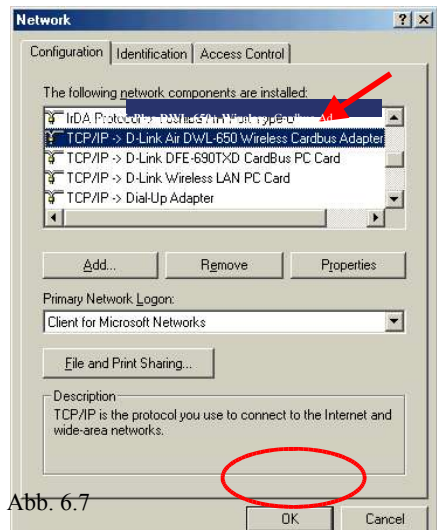 Network
Configuration Identification Access Control
The following network components are installed:
TCP/IP -> D-Link Air DWL-650 Wireless Cardbus Adapter
TCP/IP -> D-Link DFE-690TXD CardBus PC Card
TCP/IP -> D-Link Wireless LAN PC Card
TCP/IP -> Dial-Up Adapter
Add... Remove Properties
Primary Network Logon:
Client for Microsoft Networks
File and Print Sharing...
Description
TCP/IP is the protocol you use to connect to the Internet and
wide-area networks.
Abb. 6.7
OK Cancel